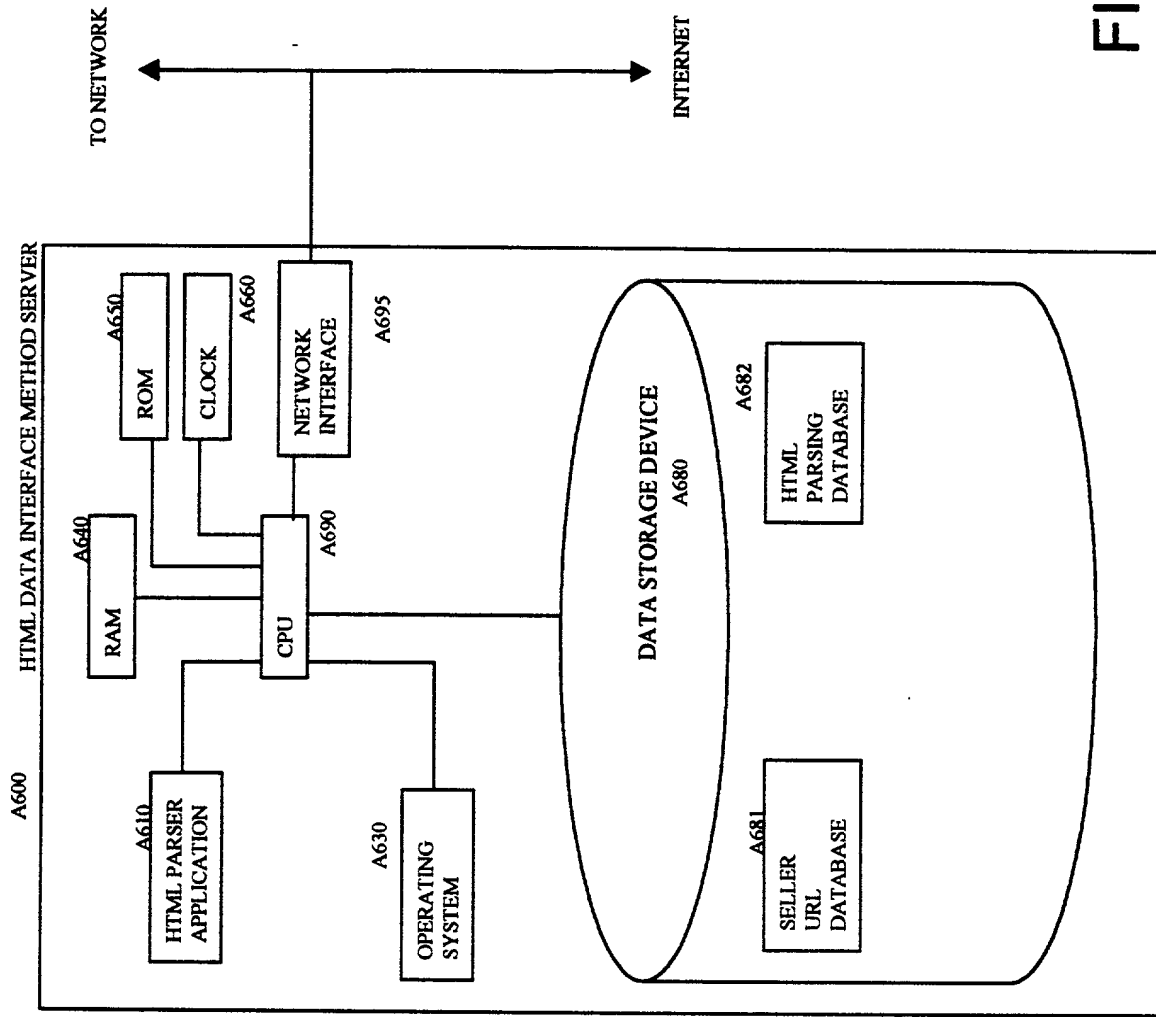 A600
HTML DATA INTERFACE METHOD SERVER
A610
HTML PARSER
APPLICATION
A640
RAM
A650
ROM
CLOCK
A660
A630
OPERATING
SYSTEM
CPU
A690
NETWORK
INTERFACE
A695
TO NETWORK
INTERNET
DATA STORAGE DEVICE
A680
A681
SELLER
URL
DATABASE
A682
HTML
PARSING
DATABASE
FI